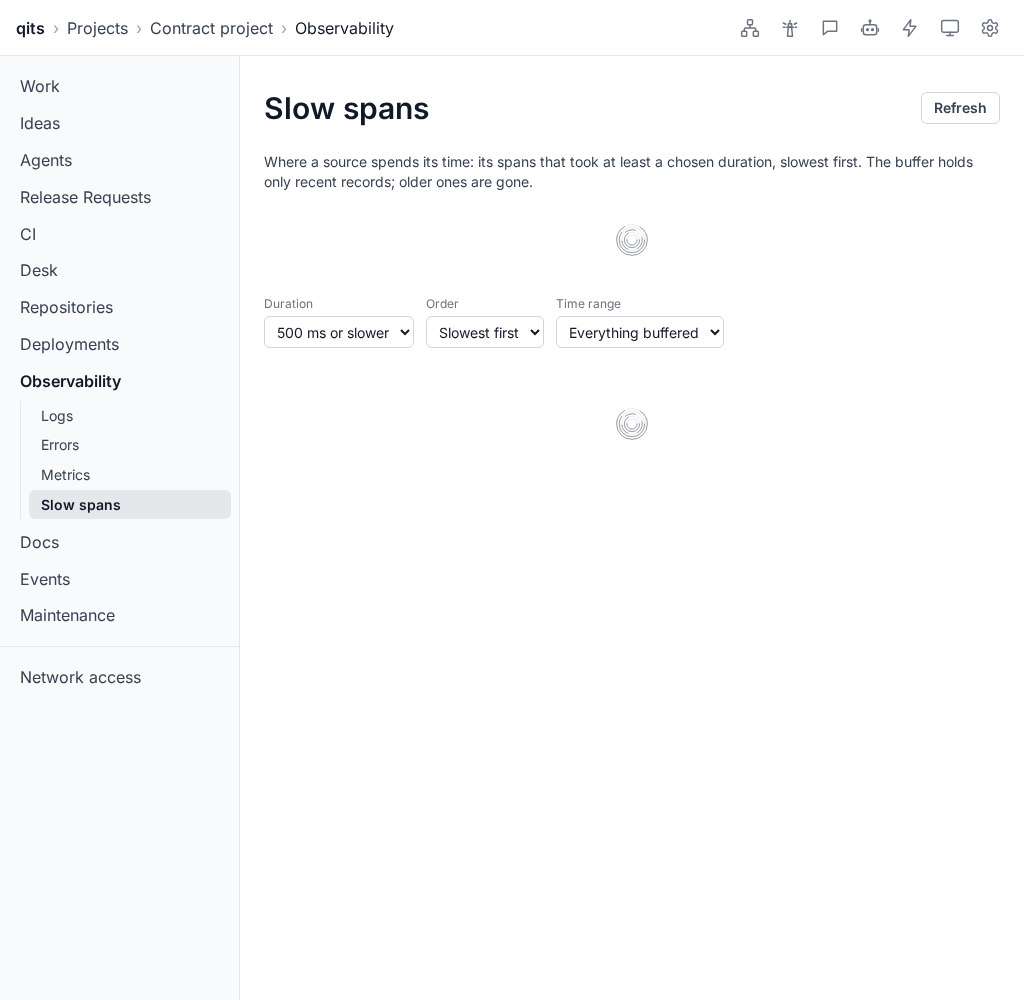 qits › Projects › Contract project › Observability
Work
Ideas
Agents
Release Requests
CI
Desk
Repositories
Deployments
Observability
Logs
Errors
Metrics
Slow spans
Docs
Events
Maintenance
Network access
Slow spans
Refresh
Where a source spends its time: its spans that took at least a chosen duration, slowest first. The buffer holds
only recent records; older ones are gone.
Duration Order Time range
500 ms or slower Slowest first Everything buffered